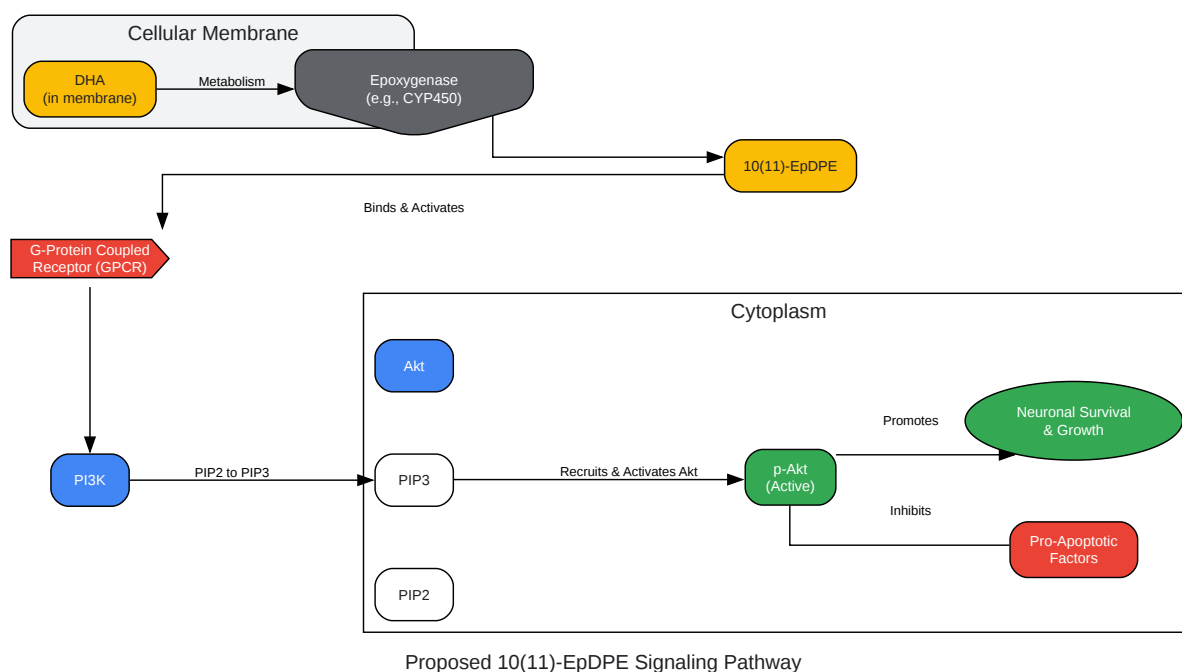 Cellular Membrane
DHA
(in membrane)
Metabolism
Epoxygenase
(e.g., CYP450)
10(11)-EpDPE
Binds & Activates
G-Protein Coupled
Receptor (GPCR)
Cytoplasm
Akt
Promotes
Neuronal Survival
& Growth
PI3K
PIP2 to PIP3
PIP3
Recruits & Activates Akt
p-Akt
(Active)
Inhibits
Pro-Apoptotic
Factors
PIP2
Proposed 10(11)-EpDPE Signaling Pathway